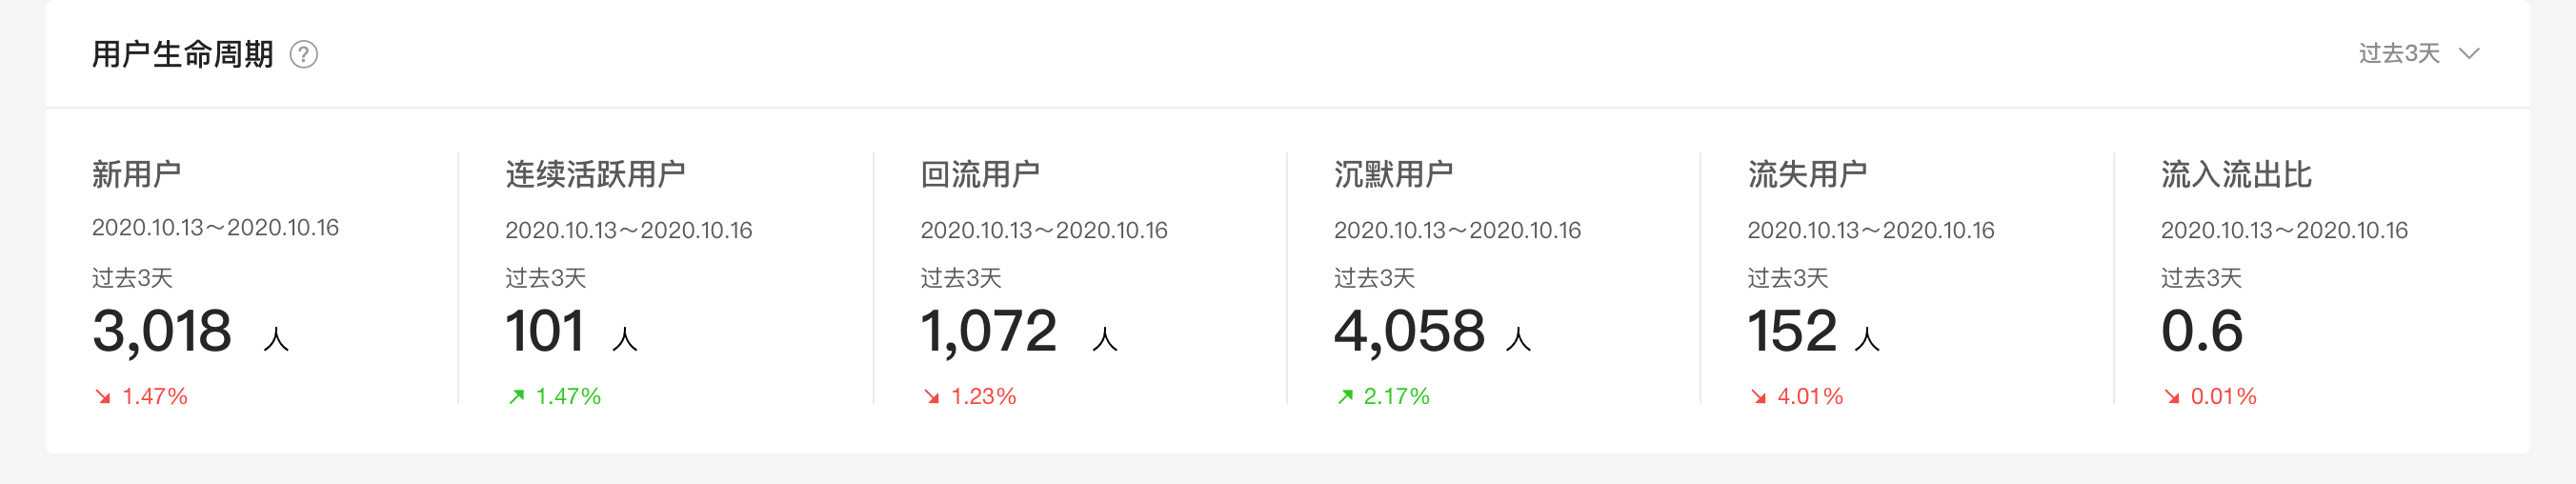 用户生命周期 ?
过去3天
新用户
2020.10.13～2020.10.16
过去3天
3,018 人
↘ 1.47%
连续活跃用户
2020.10.13～2020.10.16
过去3天
101 人
↗ 1.47%
回流用户
2020.10.13～2020.10.16
过去3天
1,072 人
↘ 1.23%
沉默用户
2020.10.13～2020.10.16
过去3天
4,058 人
↗ 2.17%
流失用户
2020.10.13～2020.10.16
过去3天
152 人
↘ 4.01%
流入流出比
2020.10.13～2020.10.16
过去3天
0.6
↘ 0.01%